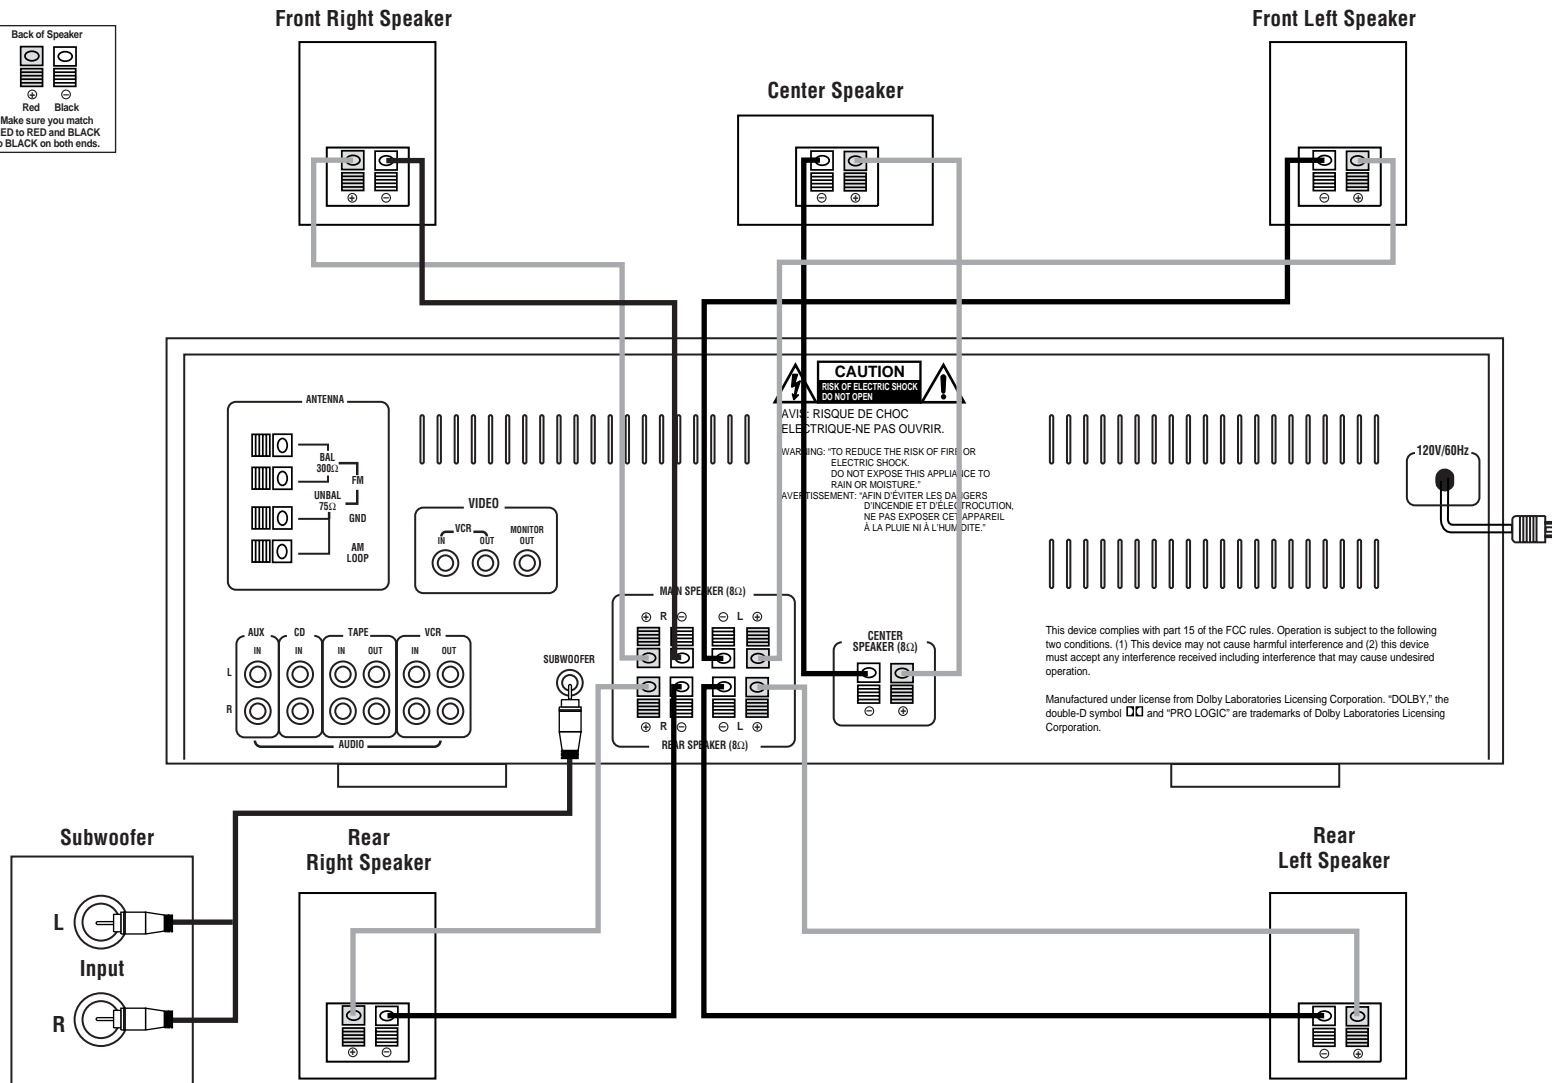 Front Right Speaker
Front Left Speaker
Back of Speaker
⊕ ⊖
Red Black
Make sure you match
ED to RED and BLACK
o BLACK on both ends.
Center Speaker
⊕ ⊖
⊖ ⊕
⊖ ⊕
CAUTION
RISK OF ELECTRIC SHOCK
DO NOT OPEN
AVIS: RISQUE DE CHOC
ELECTRIQUE-NE PAS OUVRIR.
WARNING: "TO REDUCE THE RISK OF FIRE OR
ELECTRIC SHOCK.
DO NOT EXPOSE THIS APPLIANCE TO
RAIN OR MOISTURE."
AVERTISSEMENT: "AFIN D'ÉVITER LES DANGERS
D'INCENDIE ET D'ÉLECTROCUTION,
NE PAS EXPOSER CET APPAREIL
À LA PLUIE NI À L'HUMIDITE."
120V/60Hz
ANTENNA
BAL
300Ω
FM
UNBAL
75Ω
GND
AM
LOOP
VIDEO
VCR
IN OUT
MONITOR
OUT
MAIN SPEAKER (8Ω)
⊕ R ⊖ ⊖ L ⊕
⊕ R ⊖ ⊖ L ⊕
REAR SPEAKER (8Ω)
CENTER
SPEAKER (8Ω)
⊖ ⊕
AUX CD TAPE VCR
IN IN IN OUT IN OUT
L
R
AUDIO
SUBWOOFER
This device complies with part 15 of the FCC rules. Operation is subject to the following
two conditions. (1) This device may not cause harmful interference and (2) this device
must accept any interference received including interference that may cause undesired
operation.
Manufactured under license from Dolby Laboratories Licensing Corporation. "DOLBY," the
double-D symbol and "PRO LOGIC" are trademarks of Dolby Laboratories Licensing
Corporation.
Subwoofer
L
Input
R
Rear
Right Speaker
⊕ ⊖
Rear
Left Speaker
⊖ ⊕